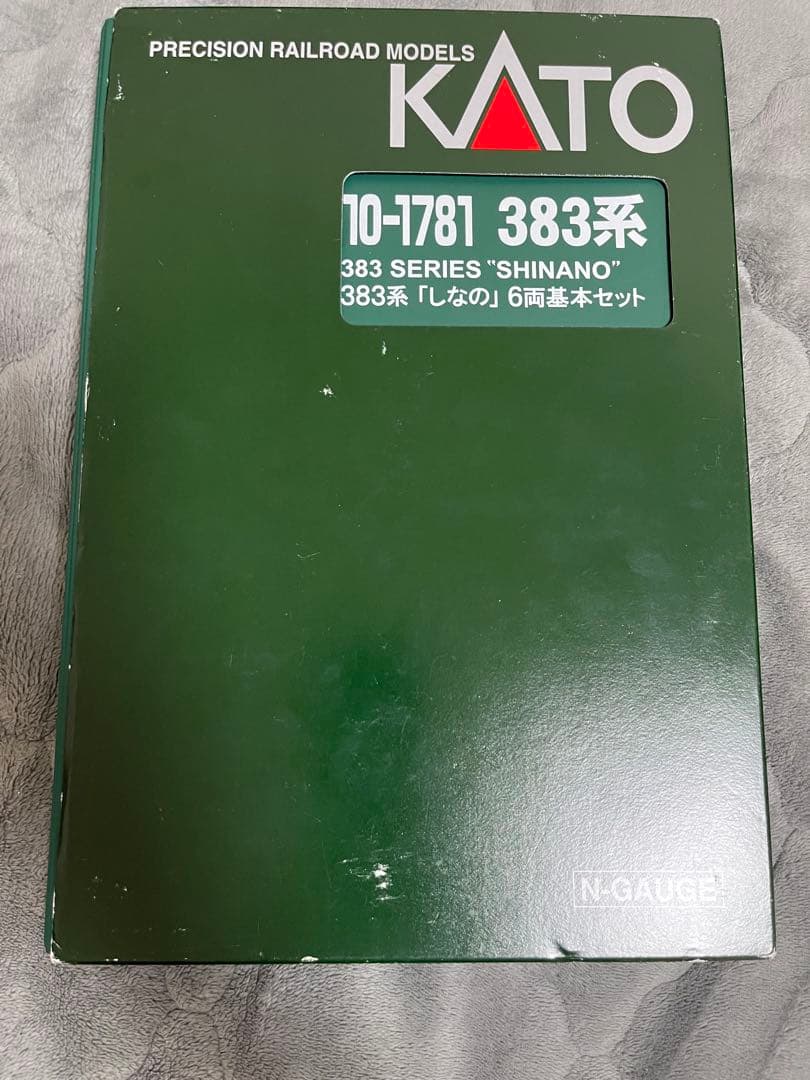 PRECISION RAILROAD MODELS
KATO
10-1781 383系
383 SERIES "SHINANO"
383系「しなの」6両基本セット
N-GAUGE